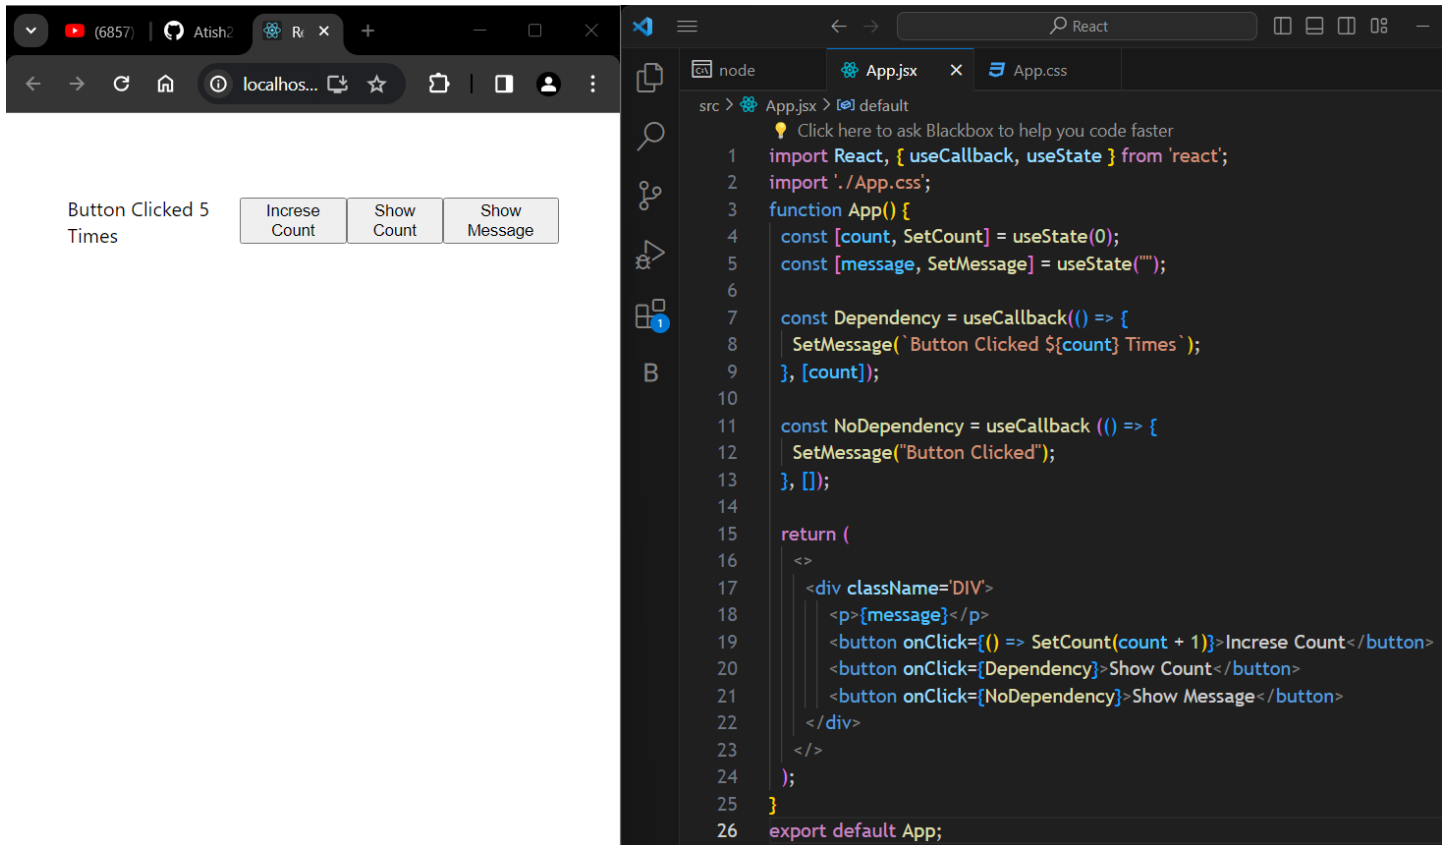 (6857)
Atish2
Re
localhos...
Button Clicked 5
Times
Increse
Count
Show
Count
Show
Message
React
node
App.jsx
App.css
src > App.jsx > default
Click here to ask Blackbox to help you code faster
1 import React, { useCallback, useState } from 'react';
2 import './App.css';
3 function App() {
4 const [count, SetCount] = useState(0);
5 const [message, SetMessage] = useState("");
6
7 const Dependency = useCallback(() => {
8 SetMessage(`Button Clicked ${count} Times`);
9 }, [count]);
10
11 const NoDependency = useCallback (() => {
12 SetMessage("Button Clicked");
13 }, []);
14
15 return (
16 <>
17 <div className='DIV'>
18 <p>{message}</p>
19 <button onClick={() => SetCount(count + 1)}>Increse Count</button>
20 <button onClick={Dependency}>Show Count</button>
21 <button onClick={NoDependency}>Show Message</button>
22 </div>
23 </>
24 );
25 }
26 export default App;
1
B